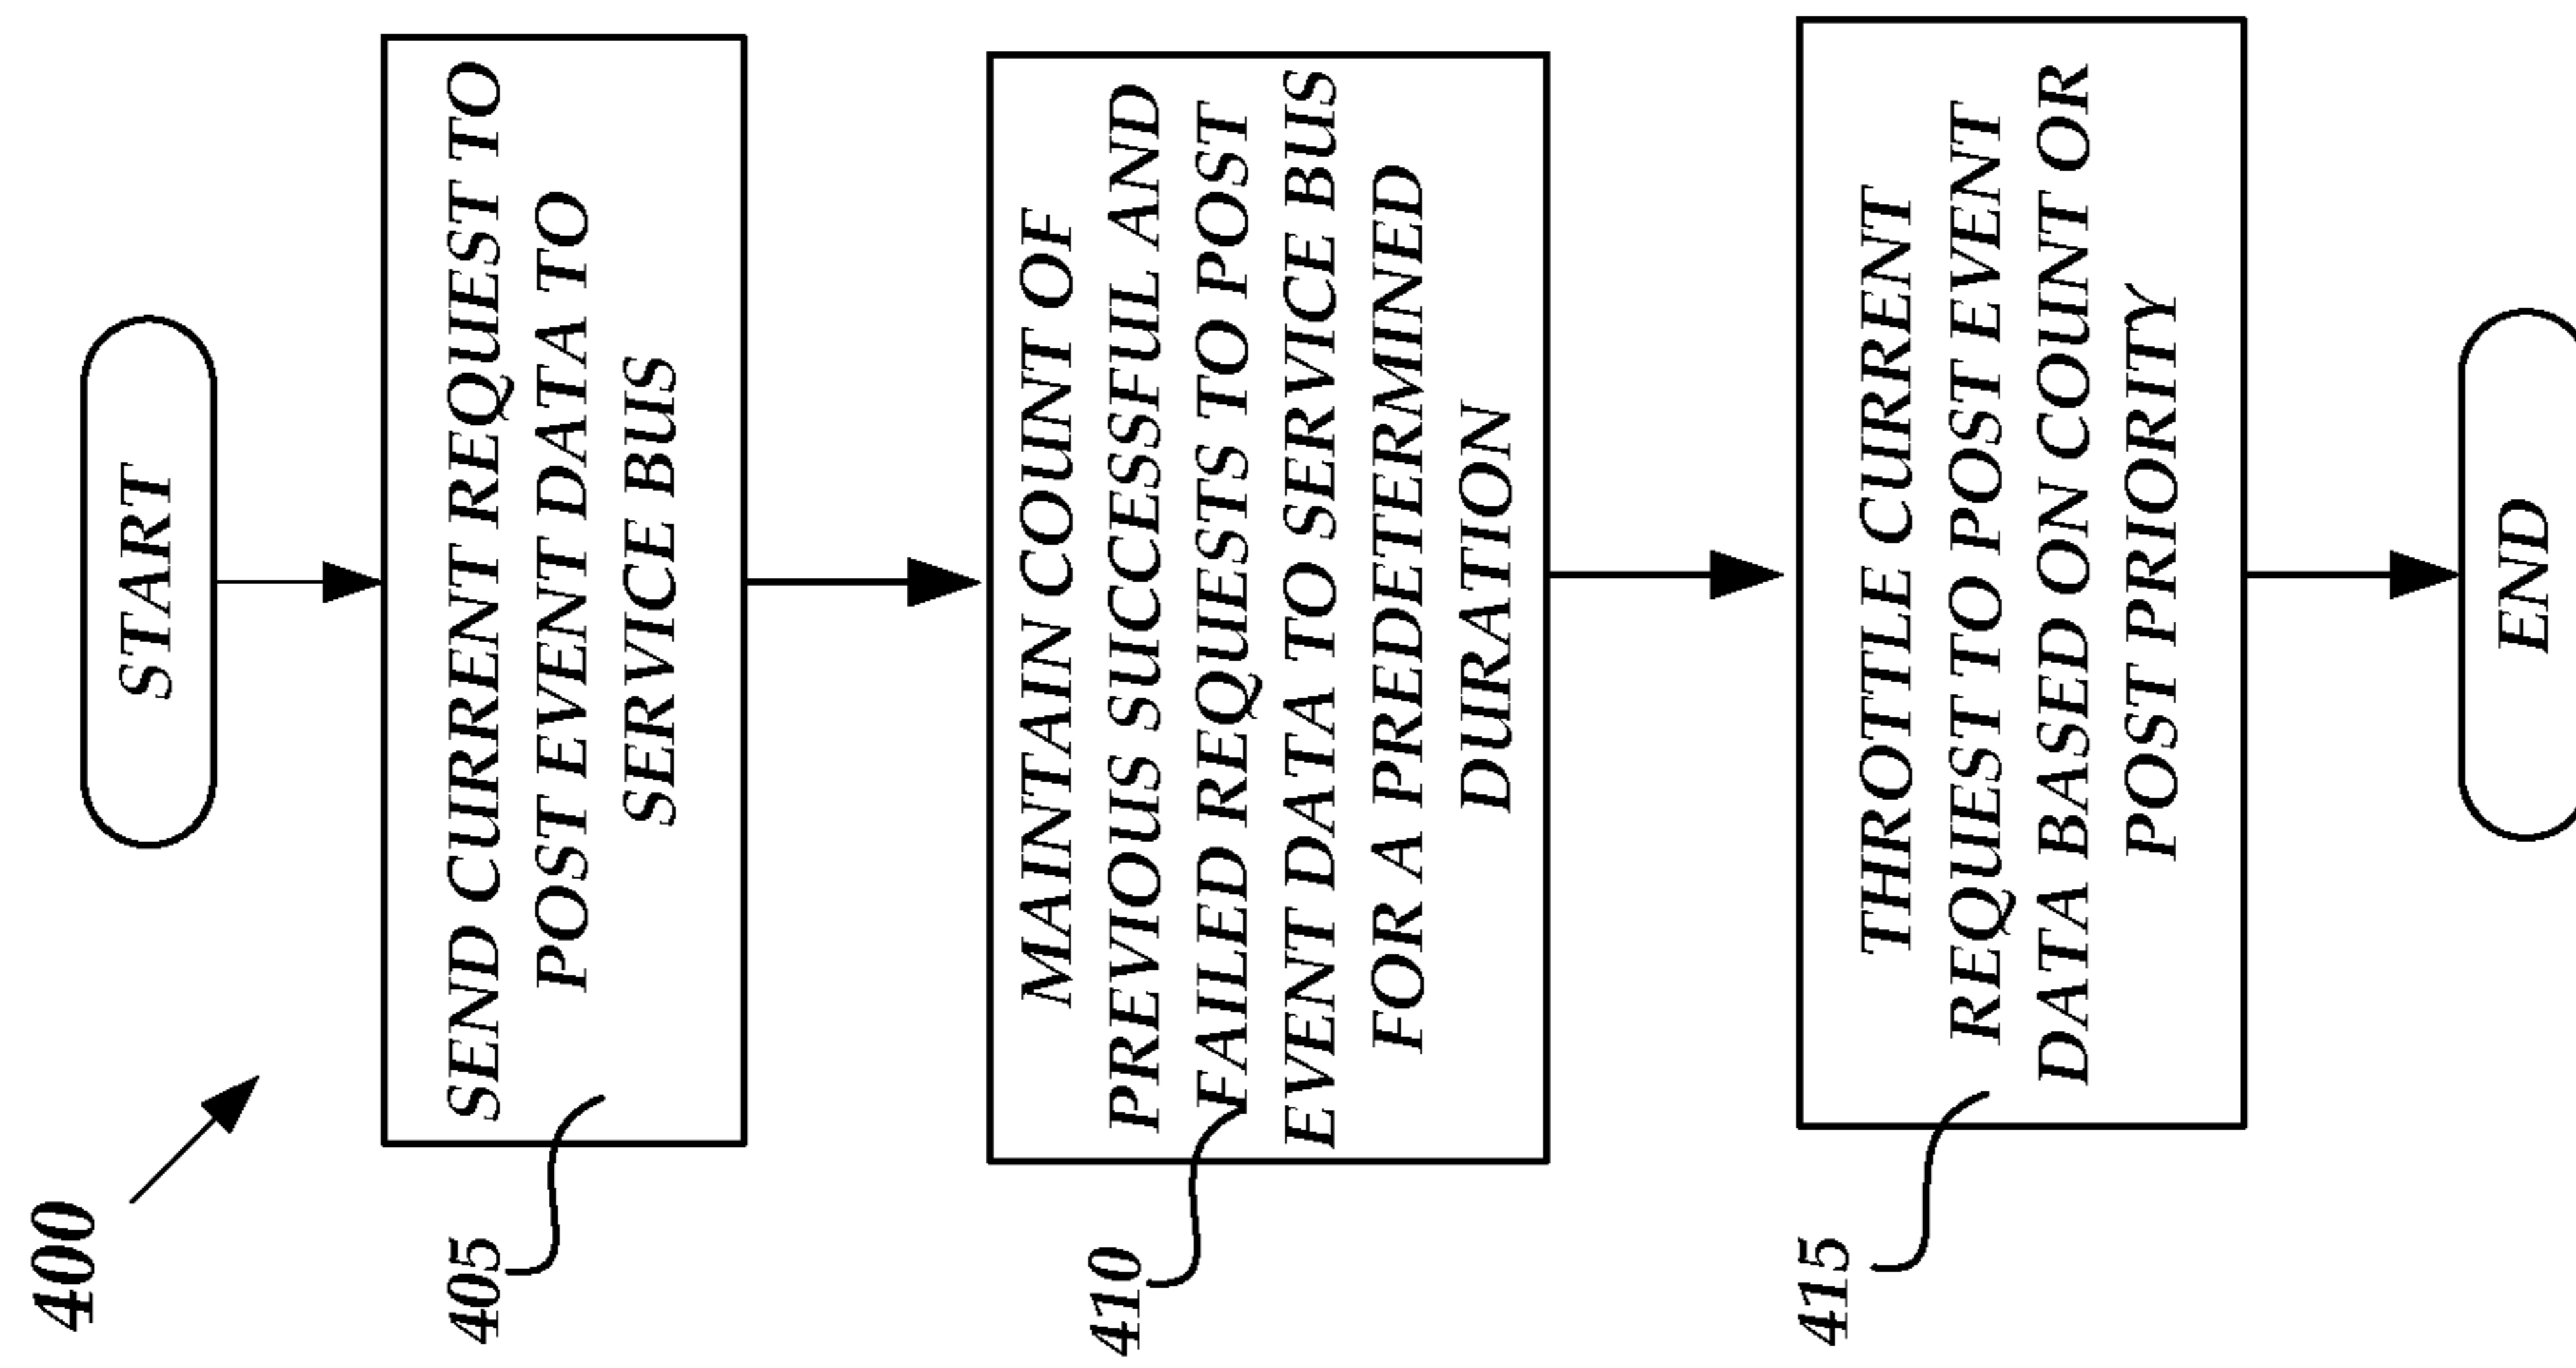 400
START
405
SEND CURRENT REQUEST TO
POST EVENT DATA TO
SERVICE BUS
410
MAINTAIN COUNT OF
PREVIOUS SUCCESSFUL AND
FAILED REQUESTS TO POST
EVENT DATA TO SERVICE BUS
FOR A PREDETERMINED
DURATION
415
THROTTLE CURRENT
REQUEST TO POST EVENT
DATA BASED ON COUNT OR
POST PRIORITY
END